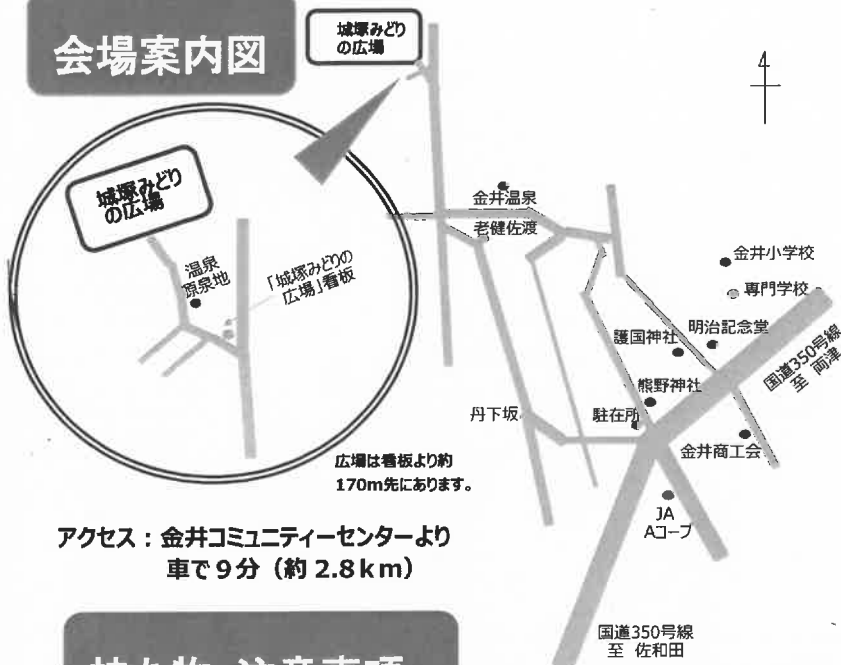 会場案内図
城塚みどり
の広場
4
城塚みどり
の広場
温泉
原泉地
「城塚みどりの
広場」看板
金井温泉
老健佐渡
金井小学校
専門学校
明治記念堂
護国神社
国道350号線
至 両津
熊野神社
丹下坂
駐在所
金井商工会
広場は看板より約
170m先にあります。
JA
Aコープ
アクセス：金井コミュニティーセンターより
車で9分（約 2.8km）
国道350号線
至 佐和田